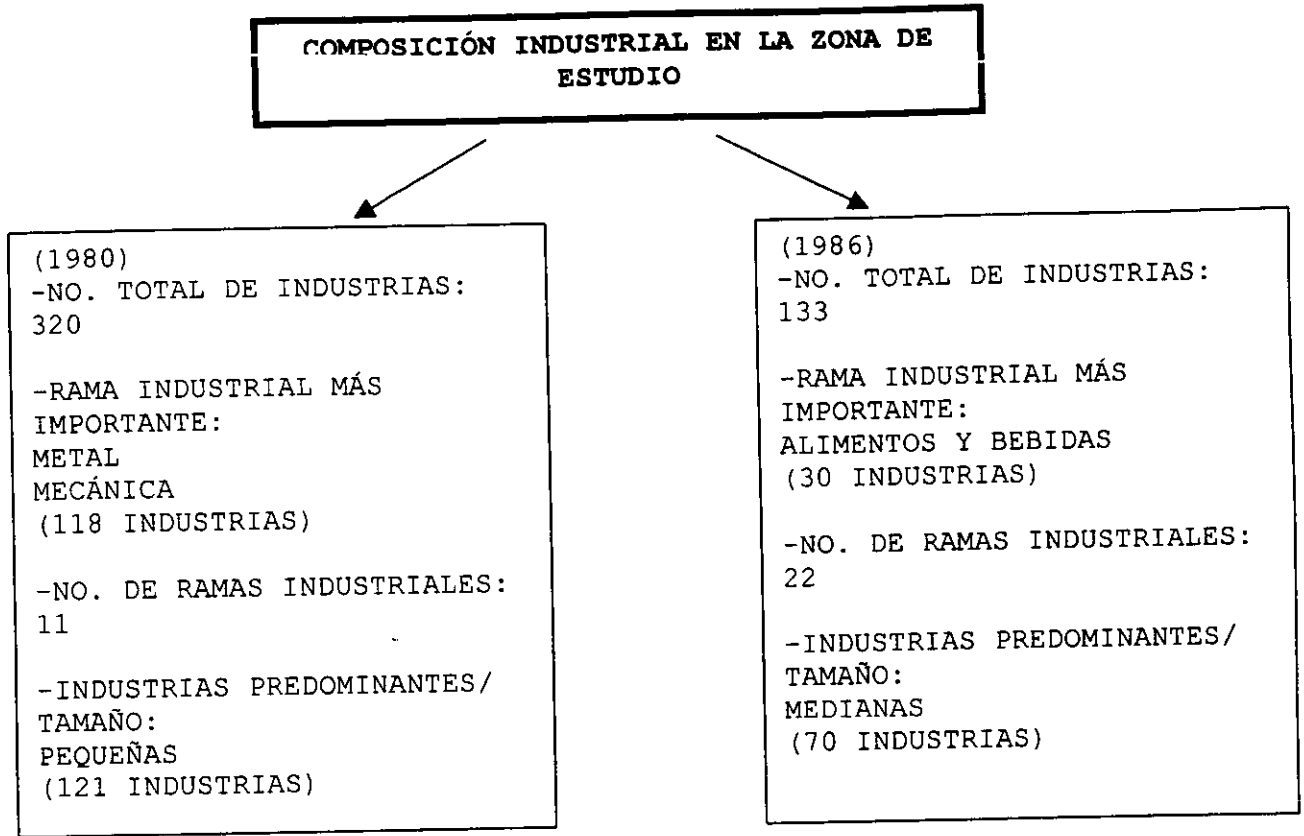 COMPOSICIÓN INDUSTRIAL EN LA ZONA DE
ESTUDIO
(1980)
-NO. TOTAL DE INDUSTRIAS:
320
-RAMA INDUSTRIAL MÁS
IMPORTANTE:
METAL
MECÁNICA
(118 INDUSTRIAS)
-NO. DE RAMAS INDUSTRIALES:
11
-INDUSTRIAS PREDOMINANTES/
TAMAÑO:
PEQUEÑAS
(121 INDUSTRIAS)
(1986)
-NO. TOTAL DE INDUSTRIAS:
133
-RAMA INDUSTRIAL MÁS
IMPORTANTE:
ALIMENTOS Y BEBIDAS
(30 INDUSTRIAS)
-NO. DE RAMAS INDUSTRIALES:
22
-INDUSTRIAS PREDOMINANTES/
TAMAÑO:
MEDIANAS
(70 INDUSTRIAS)